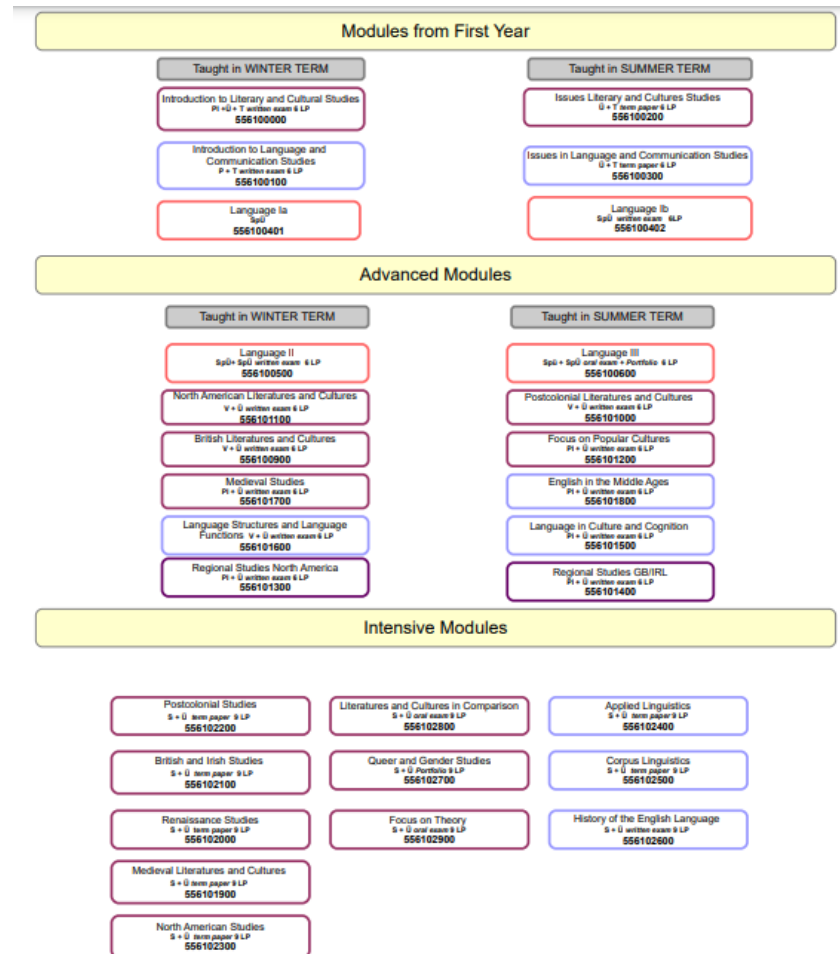 Modules from First Year
Taught in WINTER TERM
Introduction to Literary and Cultural Studies
Pl +Ü+ T written exam 6 LP
556100000
Introduction to Language and
Communication Studies
P + T written exam 6 LP
556100100
Language Ia
SpÜ
556100401
Taught in SUMMER TERM
Issues Literary and Cultures Studies
Ü + T term paper 6 LP
556100200
Issues in Language and Communication Studies
Ü + T term paper 6 LP
556100300
Language Ib
SpÜ written exam 6LP
556100402
Advanced Modules
Taught in WINTER TERM
Language II
SpÜ+ SpÜ written exam 6 LP
556100500
North American Literatures and Cultures
V + Ü written exam 6 LP
556101100
British Literatures and Cultures
V + Ü written exam 6 LP
556100900
Medieval Studies
Pl + Ü written exam 6 LP
556101700
Language Structures and Language
Functions V + Ü written exam 6 LP
556101600
Regional Studies North America
Pl + Ü written exam 6 LP
556101300
Taught in SUMMER TERM
Language III
Spü + SpÜ oral exam + Portfolio 6 LP
556100600
Postcolonial Literatures and Cultures
V + Ü written exam 6 LP
556101000
Focus on Popular Cultures
Pl + Ü written exam 6 LP
556101200
English in the Middle Ages
Pl + Ü written exam 6 LP
556101800
Language in Culture and Cognition
Pl + Ü written exam 6 LP
556101500
Regional Studies GB/IRL
Pl + Ü written exam 6 LP
556101400
Intensive Modules
Postcolonial Studies
S + Ü term paper 9 LP
556102200
British and Irish Studies
S + Ü term paper 9 LP
556102100
Renaissance Studies
S + Ü term paper 9 LP
556102000
Medieval Literatures and Cultures
S + Ü term paper 9 LP
556101900
North American Studies
S + Ü term paper 9 LP
556102300
Literatures and Cultures in Comparison
S + Ü oral exam 9 LP
556102800
Queer and Gender Studies
S + Ü Portfolio 9 LP
556102700
Focus on Theory
S + Ü oral exam 9 LP
556102900
Applied Linguistics
S + Ü term paper 9 LP
556102400
Corpus Linguistics
S + Ü term paper 9 LP
556102500
History of the English Language
S + Ü written exam 9 LP
556102600